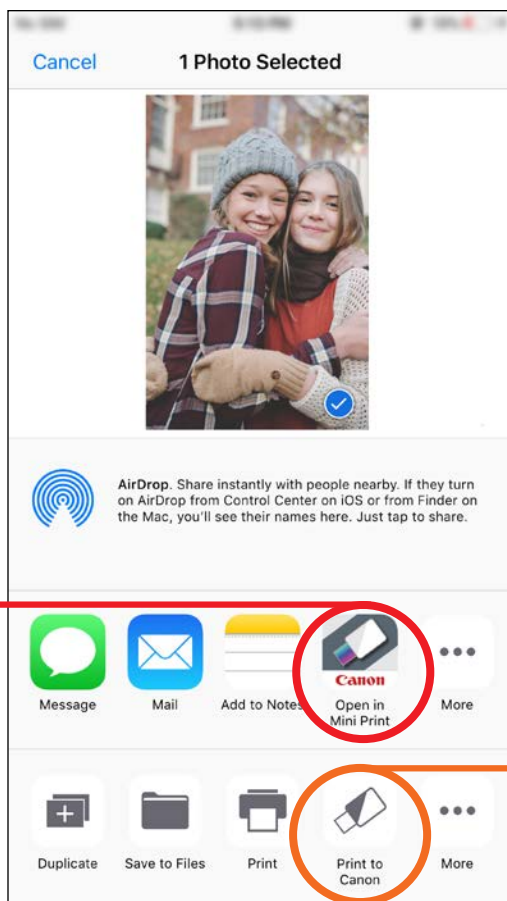 Cancel
1 Photo Selected
AirDrop. Share instantly with people nearby. If they turn
on AirDrop from Control Center on iOS or from Finder on
the Mac, you'll see their names here. Just tap to share.
Canon
Message
Mail
Add to Notes
Open in
Mini Print
More
Duplicate
Save to Files
Print
Print to
Canon
More